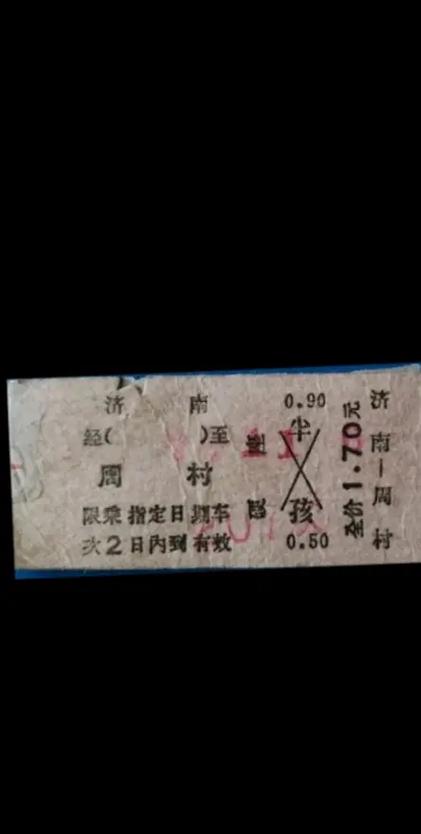 济南
经(　)至
周村
限乘指定日期车
次2日内到有效
0.90
半
孩
0.50
全价1.70元
济南—周村